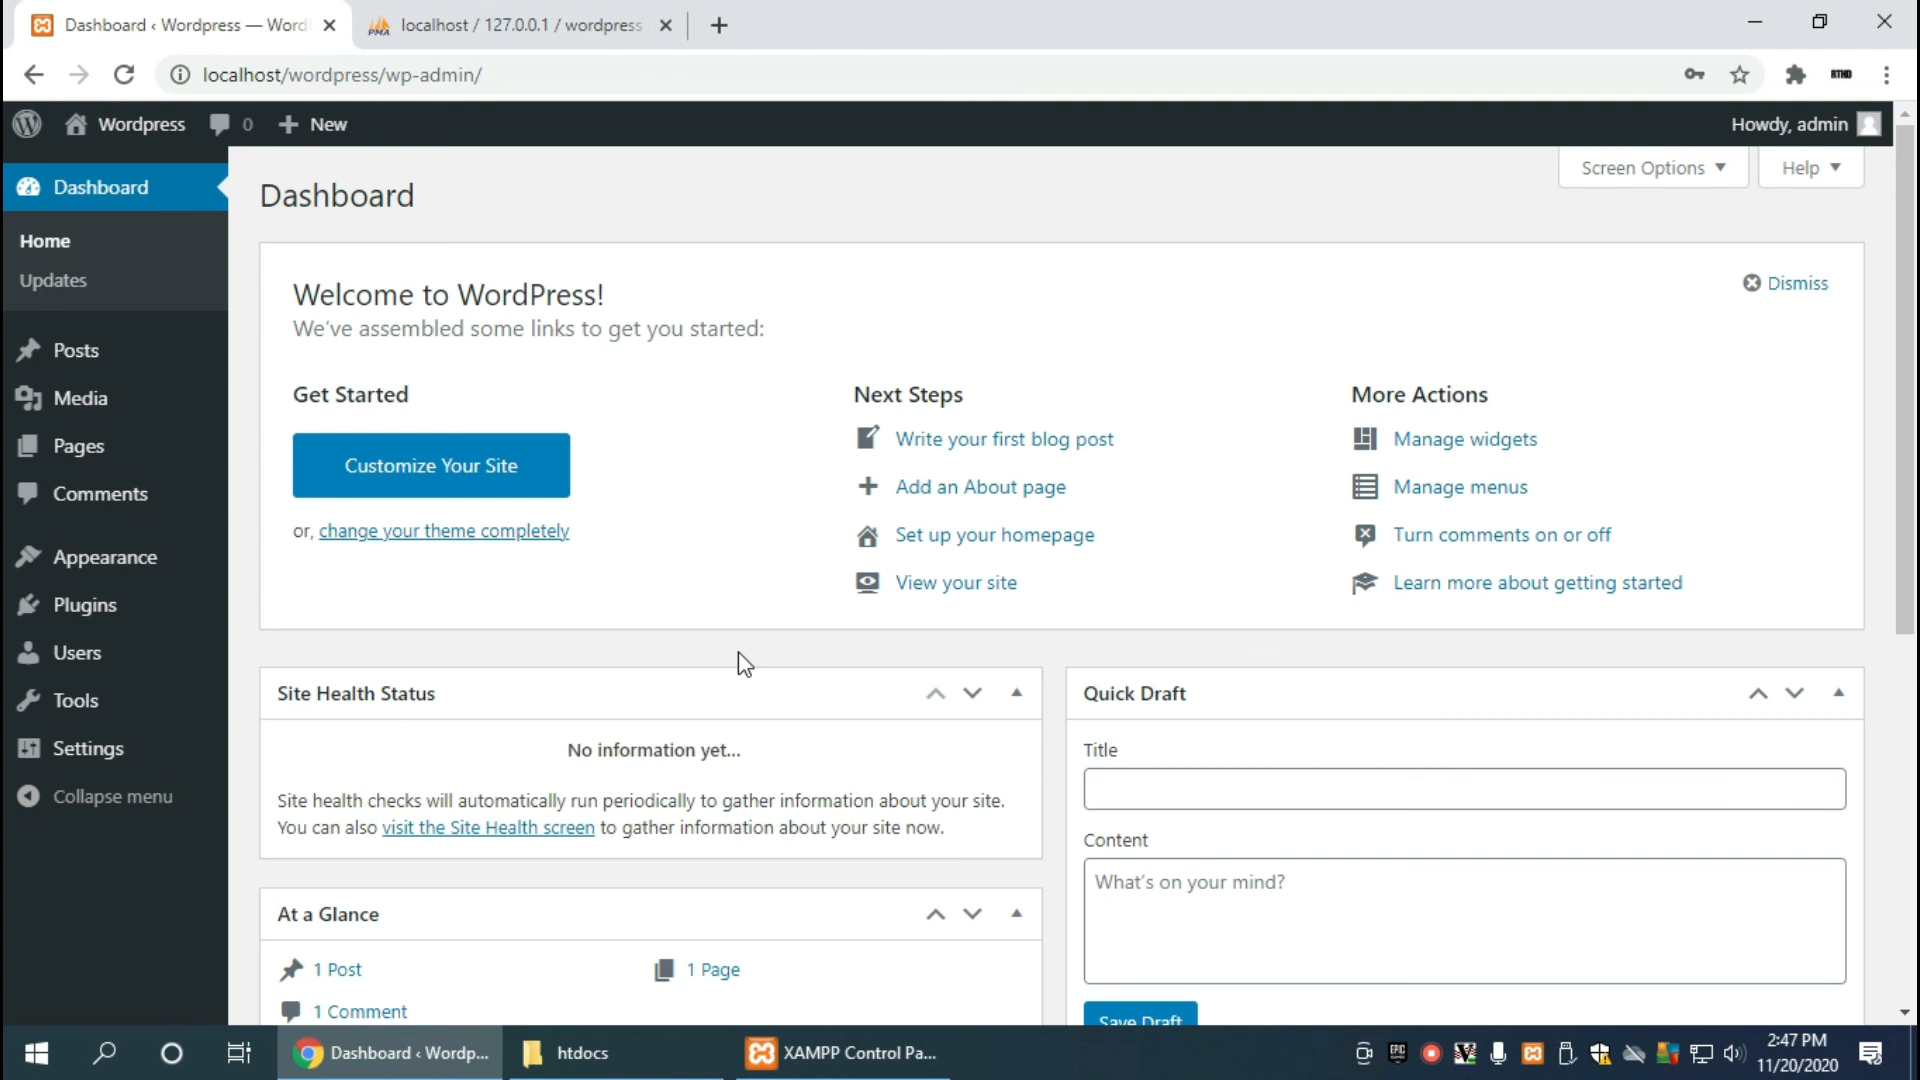 Dashboard ‹ Wordpress — Word
localhost / 127.0.0.1 / wordpress
localhost/wordpress/wp-admin/
Wordpress 0 New
Howdy, admin
Screen Options Help
Dashboard
Home
Updates
Posts
Media
Pages
Comments
Appearance
Plugins
Users
Tools
Settings
Collapse menu
Dashboard
Welcome to WordPress!
We've assembled some links to get you started:
Dismiss
Get Started
Customize Your Site
or, change your theme completely
Next Steps
Write your first blog post
Add an About page
Set up your homepage
View your site
More Actions
Manage widgets
Manage menus
Turn comments on or off
Learn more about getting started
Site Health Status
No information yet...
Site health checks will automatically run periodically to gather information about your site.
You can also visit the Site Health screen to gather information about your site now.
At a Glance
1 Post
1 Page
1 Comment
Quick Draft
Title
Content
What's on your mind?
Save Draft
Dashboard ‹ Wordp...
htdocs
XAMPP Control Pa...
EPIC
2:47 PM
11/20/2020